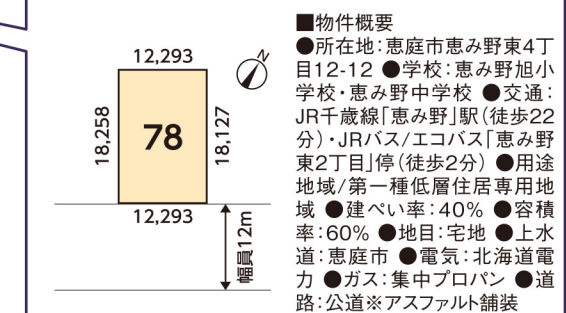 12,293
N
18,258
78
18,127
12,293
幅員12m
■物件概要
●所在地:恵庭市恵み野東4丁
目12-12 ●学校:恵み野旭小
学校・恵み野中学校 ●交通:
JR千歳線「恵み野」駅(徒歩22
分)・JRバス/エコバス「恵み野
東2丁目」停(徒歩2分) ●用途
地域/第一種低層住居専用地
域 ●建ぺい率:40% ●容積
率:60% ●地目:宅地 ●上水
道:恵庭市 ●電気:北海道電
力 ●ガス:集中プロパン ●道
路:公道※アスファルト舗装